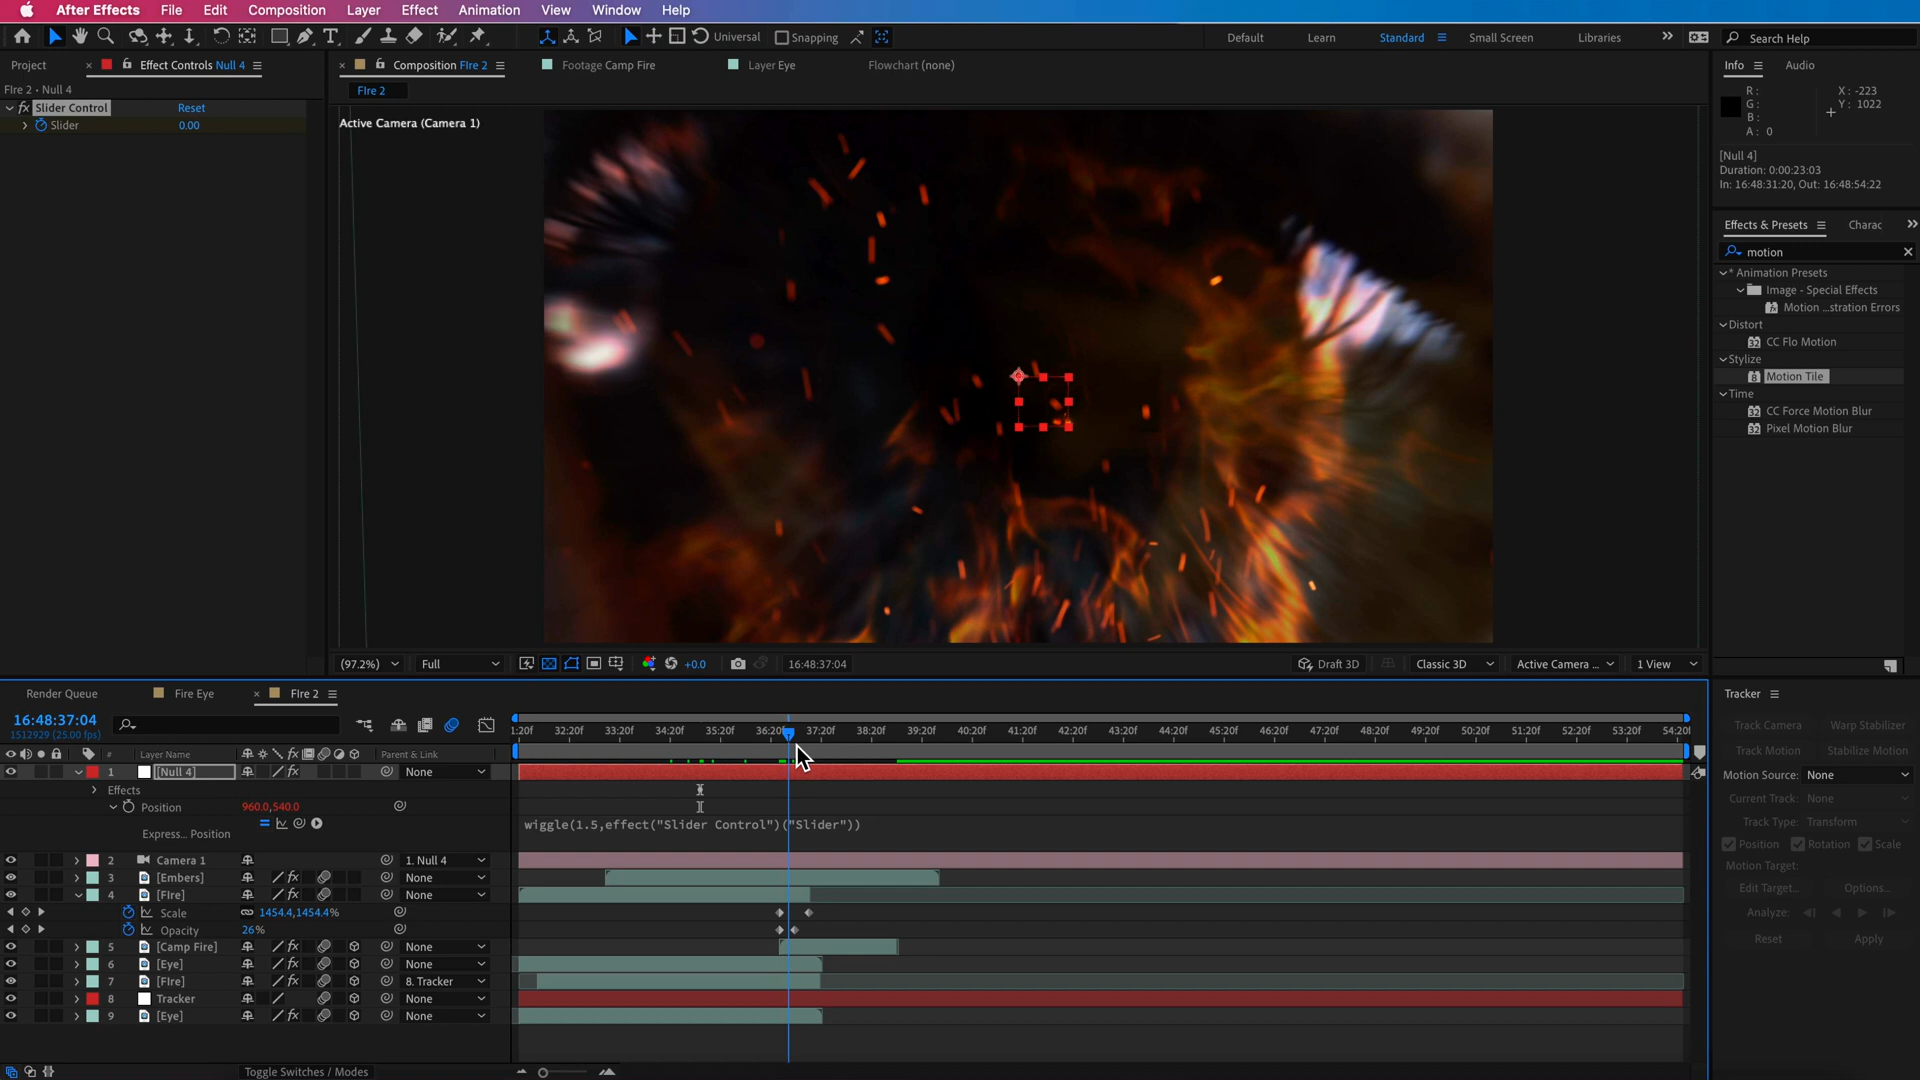 After Effects File Edit Composition Layer Effect Animation View Window Help
Universal Snapping Default Learn Standard Small Screen Libraries Search Help
Project Effect Controls Null 4 Composition FIre 2 Footage Camp Fire Layer Eye Flowchart (none) Info Audio
FIre 2 • Null 4
FIre 2
fx Slider Control Reset
Slider 0.00
Active Camera (Camera 1)
R:
G:
B:
A: 0
X: -223
Y: 1022
[Null 4]
Duration: 0:00:23:03
In: 16:48:31:20, Out: 16:48:54:22
Effects & Presets Charac
motion
* Animation Presets
Image - Special Effects
Motion ...stration Errors
Distort
CC Flo Motion
Stylize
Motion Tile
Time
CC Force Motion Blur
Pixel Motion Blur
(97.2%) Full +0.0 16:48:37:04 Draft 3D Classic 3D Active Camera ... 1 View
Render Queue Fire Eye FIre 2
16:48:37:04
1512929 (25.00 fps)
1:20f 32:20f 33:20f 34:20f 35:20f 36:20f 37:20f 38:20f 39:20f 40:20f 41:20f 42:20f 43:20f 44:20f 45:20f 46:20f 47:20f 48:20f 49:20f 50:20f 51:20f 52:20f 53:20f 54:20f
# Layer Name fx Parent & Link
1 [Null 4] fx None
Effects
Position 960.0,540.0
Express... Position wiggle(1.5,effect("Slider Control")("Slider"))
2 Camera 1 1. Null 4
3 [Embers] fx None
4 [FIre] fx None
Scale 1454.4,1454.4%
Opacity 26%
5 [Camp Fire] fx None
6 [Eye] fx None
7 [FIre] fx 8. Tracker
8 Tracker None
9 [Eye] fx None
Toggle Switches / Modes
Tracker
Track Camera Warp Stabilizer
Track Motion Stabilize Motion
Motion Source: None
Current Track: None
Track Type: Transform
Position Rotation Scale
Motion Target:
Edit Target... Options...
Analyze:
Reset Apply